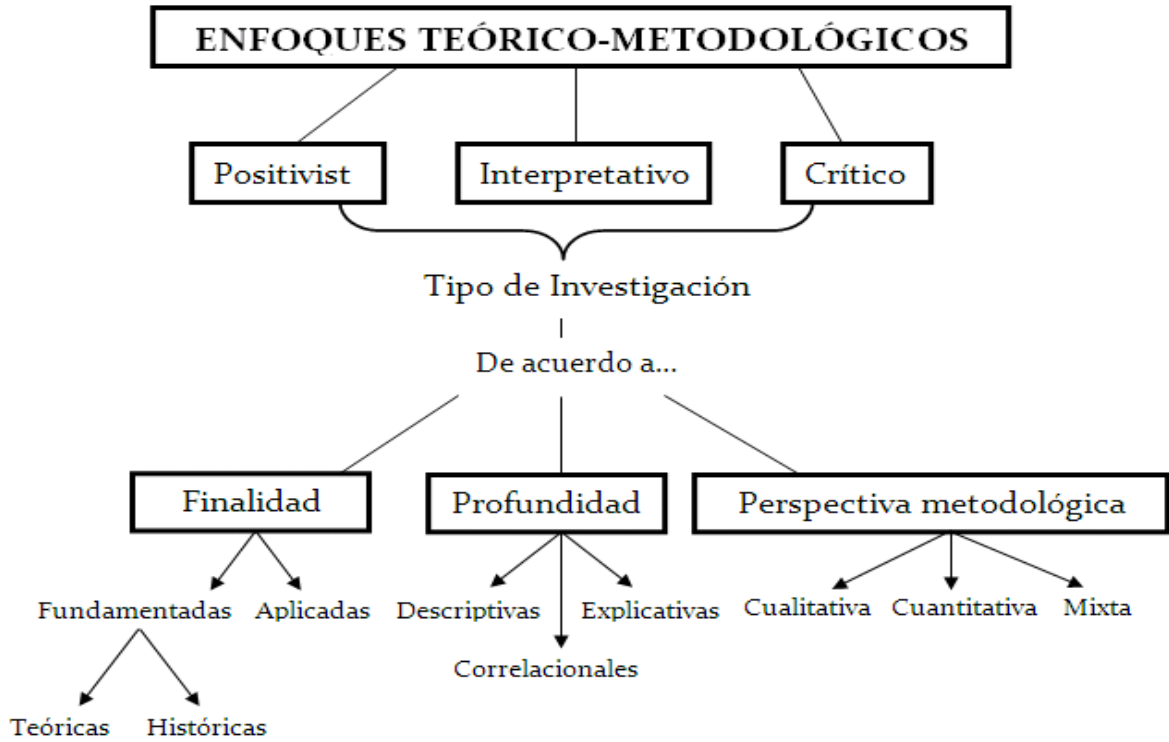 ENFOQUES TEÓRICO-METODOLÓGICOS
Positivist Interpretativo Crítico
Tipo de Investigación
De acuerdo a...
Finalidad Profundidad Perspectiva metodológica
Fundamentadas Aplicadas Descriptivas Explicativas Cualitativa Cuantitativa Mixta
Correlacionales
Teóricas Históricas